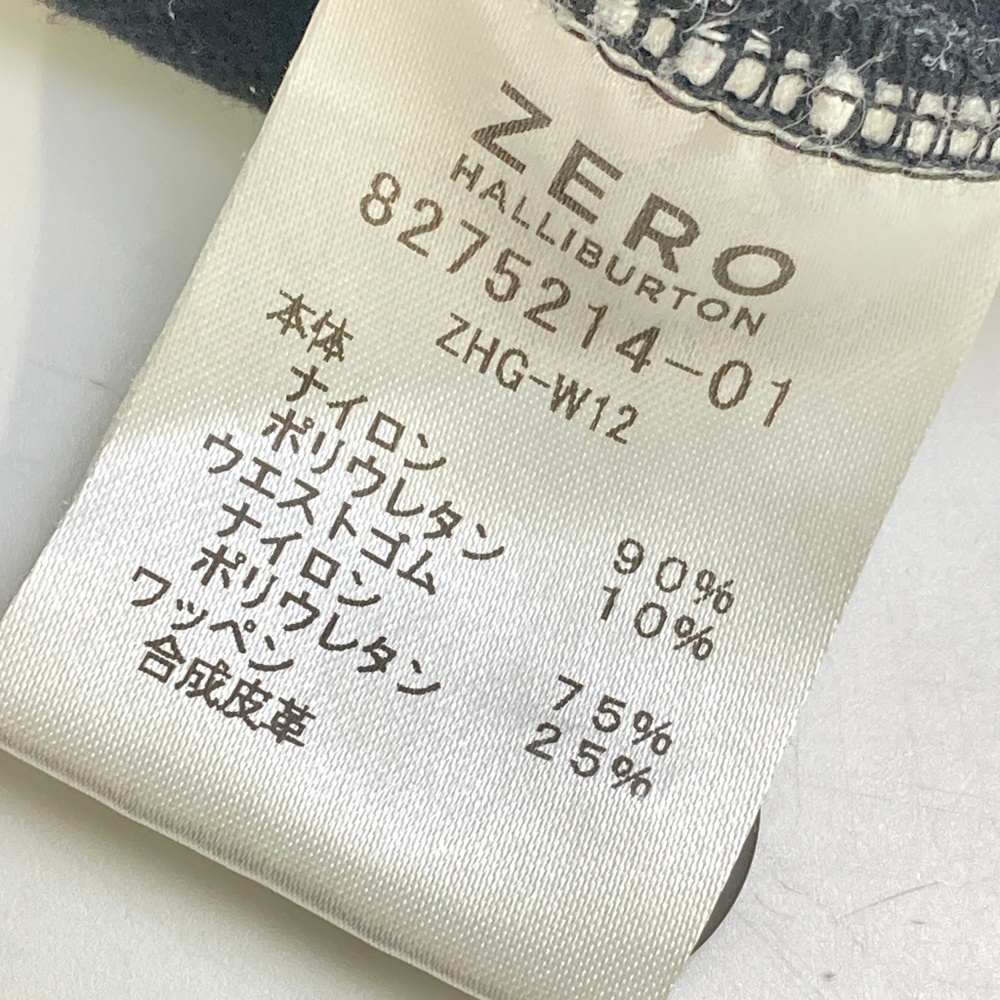 ZERO
HALLIBURTON
8275214-01
ZHG-W12
本体
ナイロン 90%
ポリウレタン 10%
ウエストゴム
ナイロン 75%
ポリウレタン 25%
ワッペン
合成皮革